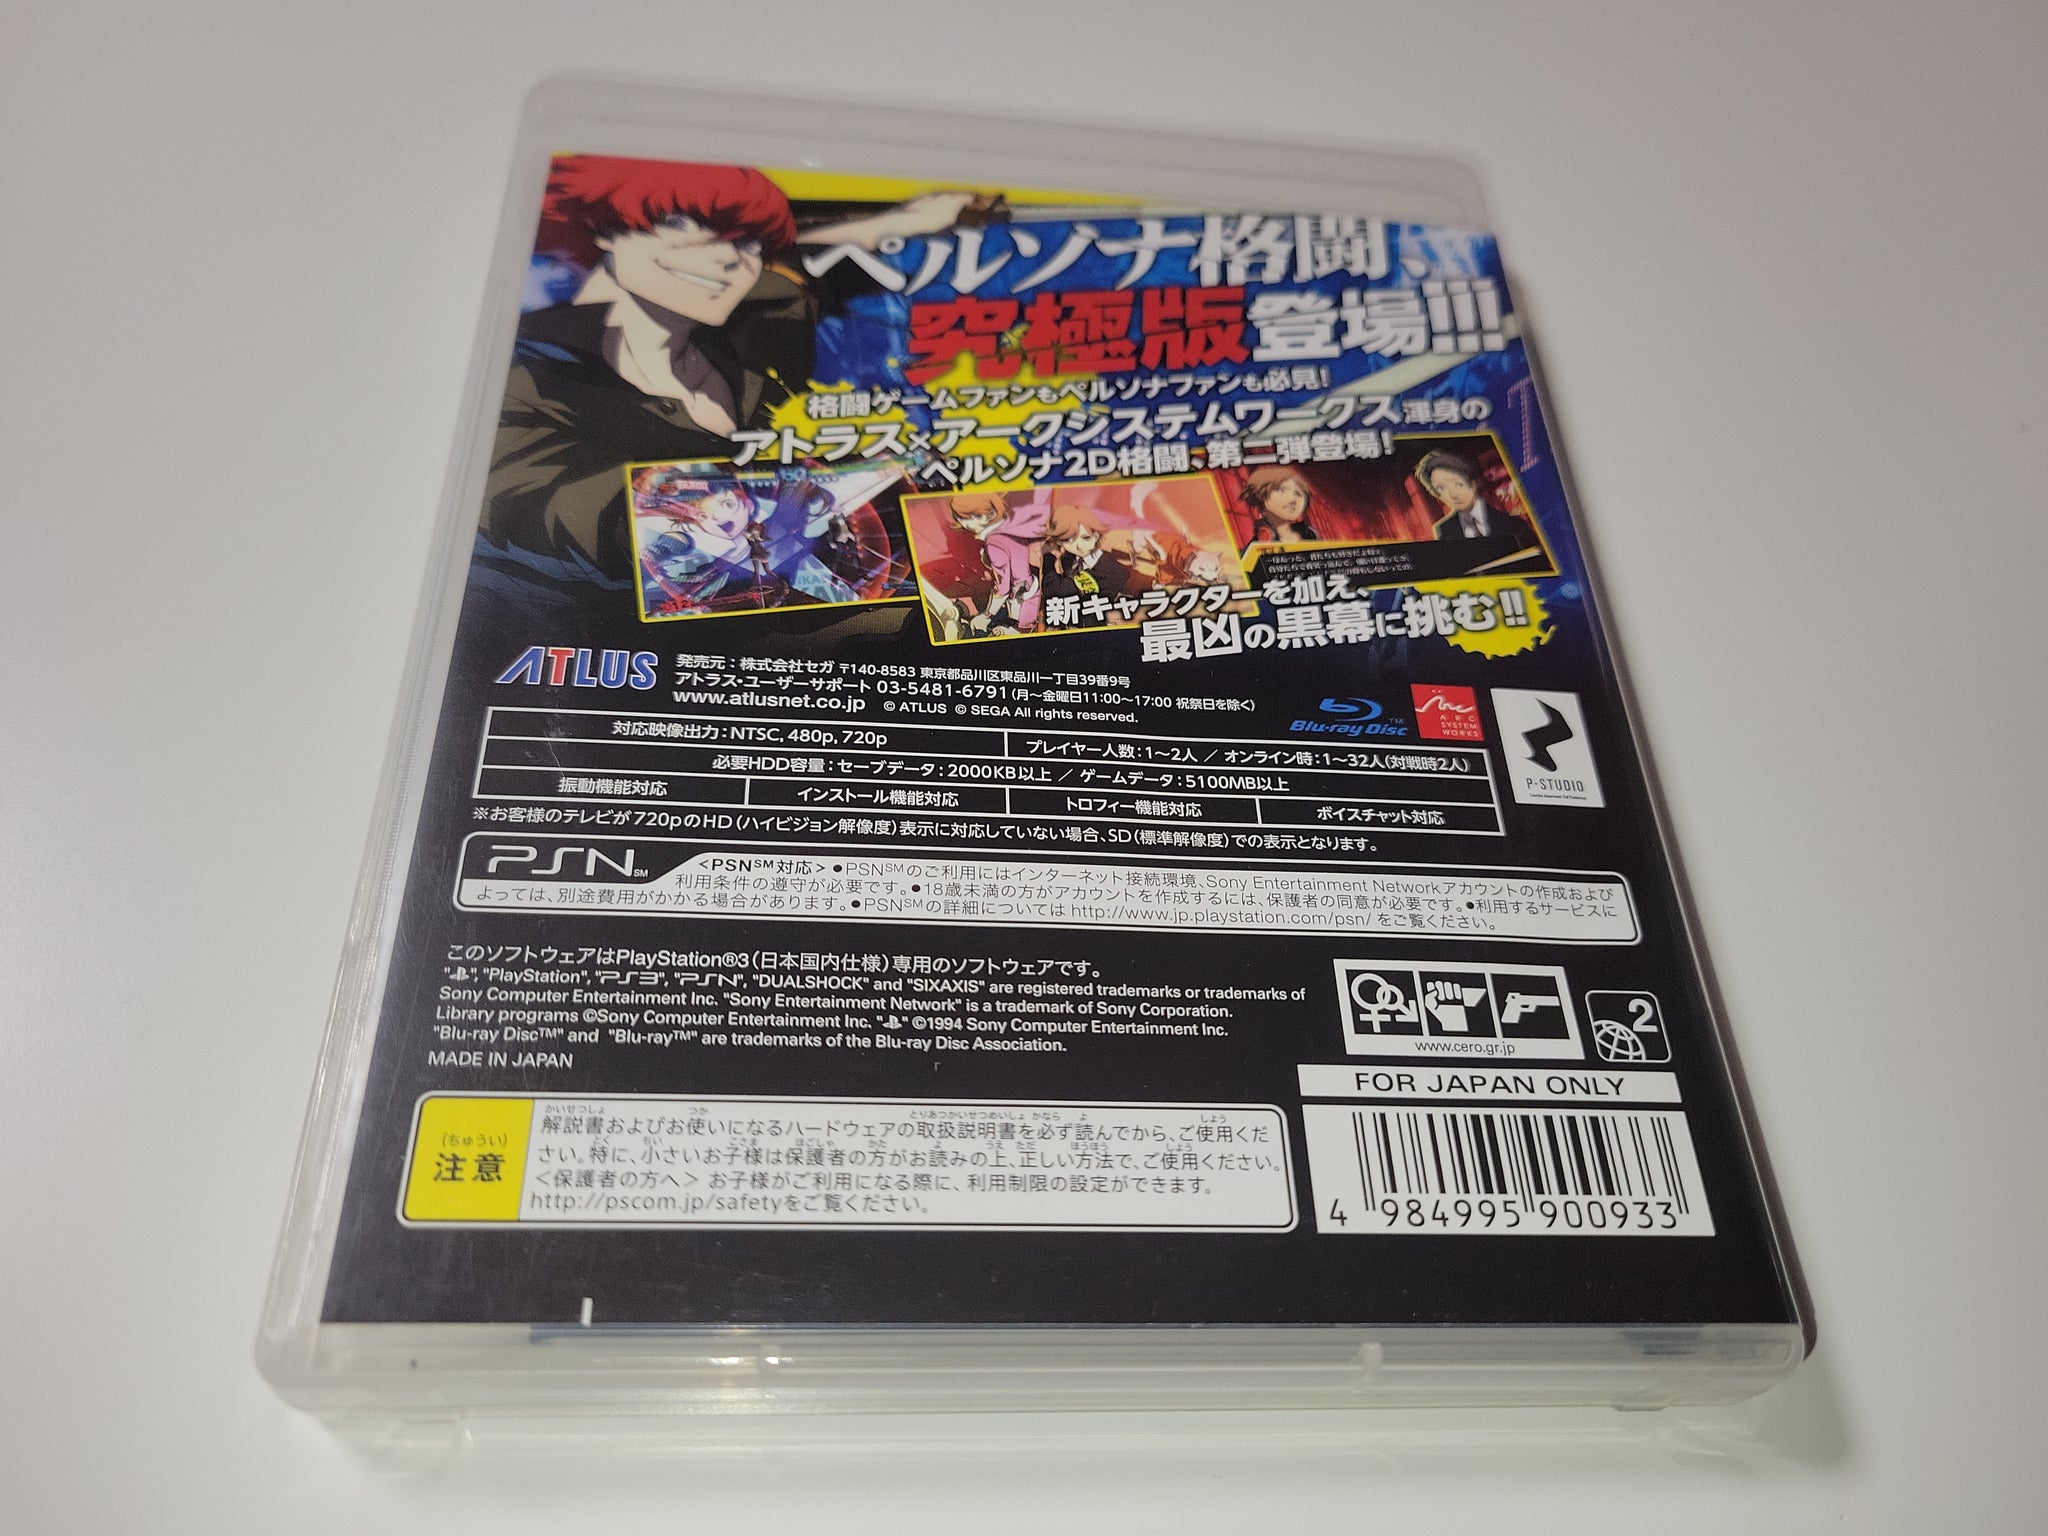 ペルソナ格闘、
究極版登場!!!
格闘ゲームファンもペルソナファンも必見!
アトラス×アークシステムワークス渾身の
ペルソナ2D格闘、第二弾登場!
新キャラクターを加え、
最凶の黒幕に挑む!!
ATLUS
発売元:株式会社セガ 〒140-8583 東京都品川区東品川一丁目39番9号
アトラス・ユーザーサポート 03-5481-6791(月~金曜日11:00~17:00 祝祭日を除く)
www.atlusnet.co.jp © ATLUS © SEGA All rights reserved.
Blu-ray Disc™
ARC SYSTEM WORKS
P-STUDIO
対応映像出力:NTSC, 480p, 720p
プレイヤー人数:1~2人 / オンライン時:1~32人(対戦時2人)
必要HDD容量:セーブデータ:2000KB以上 / ゲームデータ:5100MB以上
振動機能対応 インストール機能対応 トロフィー機能対応 ボイスチャット対応
※お客様のテレビが720pのHD(ハイビジョン解像度)表示に対応していない場合、SD(標準解像度)での表示となります。
PSN℠
<PSN℠対応> ●PSN℠のご利用にはインターネット接続環境、Sony Entertainment Networkアカウントの作成および
利用条件の遵守が必要です。●18歳未満の方がアカウントを作成するには、保護者の同意が必要です。●利用するサービスに
よっては、別途費用がかかる場合があります。●PSN℠の詳細については http://www.jp.playstation.com/psn/ をご覧ください。
このソフトウェアはPlayStation®3(日本国内仕様)専用のソフトウェアです。
"", "PlayStation", "PS3", "PSN", "DUALSHOCK" and "SIXAXIS" are registered trademarks or trademarks of
Sony Computer Entertainment Inc. "Sony Entertainment Network" is a trademark of Sony Corporation.
Library programs ©Sony Computer Entertainment Inc. "" ©1994 Sony Computer Entertainment Inc.
"Blu-ray Disc™" and "Blu-ray™" are trademarks of the Blu-ray Disc Association.
MADE IN JAPAN
www.cero.gr.jp
2
FOR JAPAN ONLY
4 984995 900933
(ちゅうい)
注意
解説書およびお使いになるハードウェアの取扱説明書を必ず読んでから、ご使用くだ
さい。特に、小さいお子様は保護者の方がお読みの上、正しい方法で、ご使用ください。
<保護者の方へ> お子様がご利用になる際に、利用制限の設定ができます。
http://pscom.jp/safetyをご覧ください。